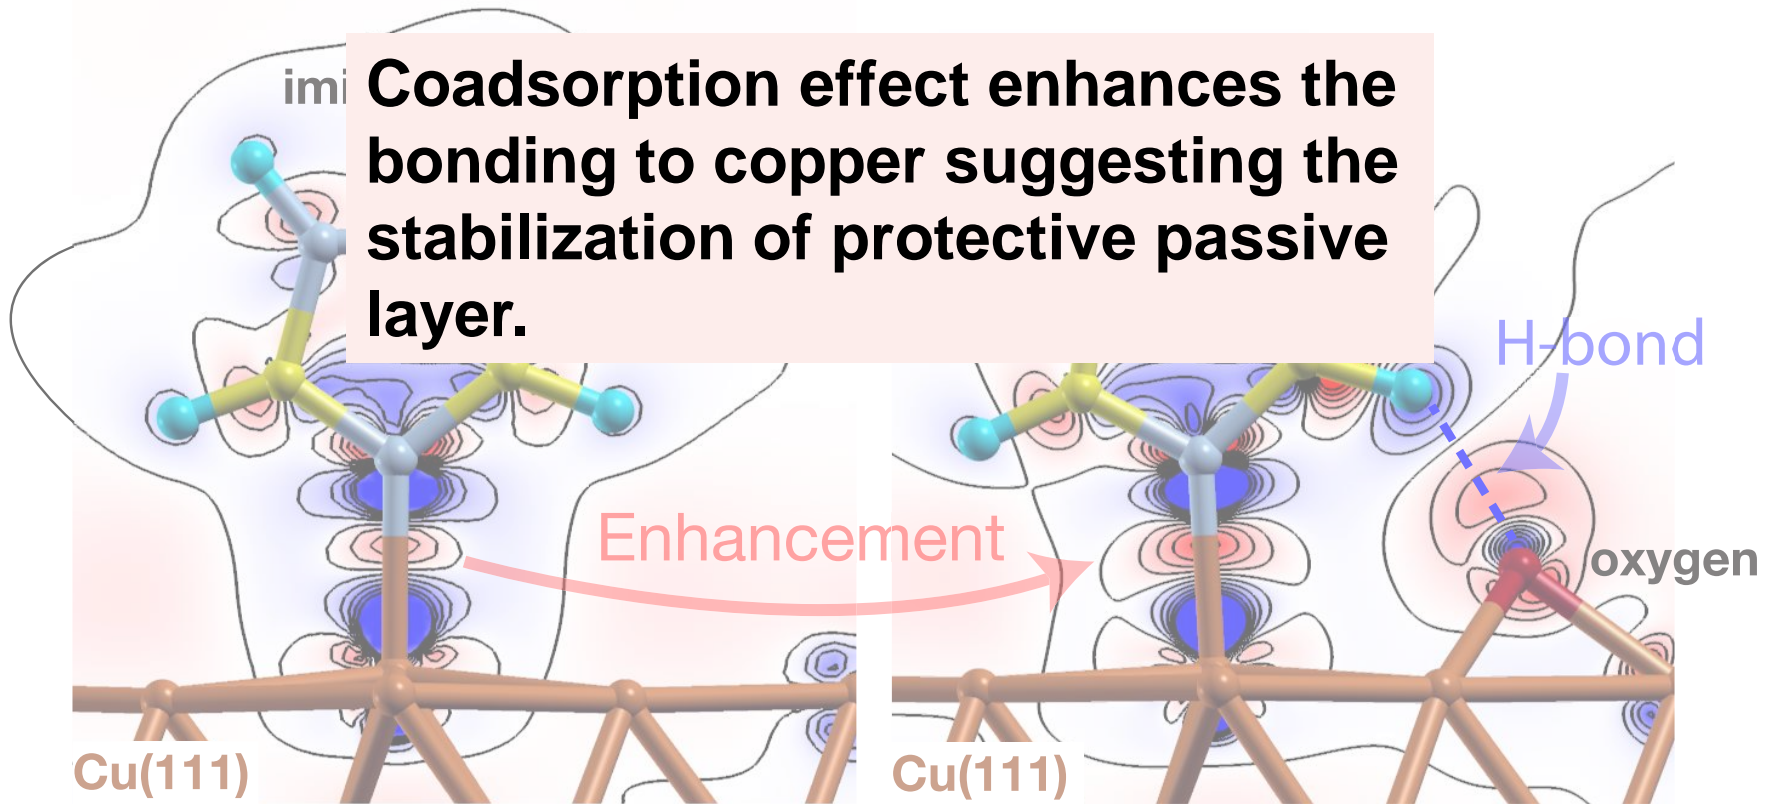 imi
Coadsorption effect enhances the
bonding to copper suggesting the
stabilization of protective passive
layer.
H-bond
Enhancement
oxygen
Cu(111)
Cu(111)